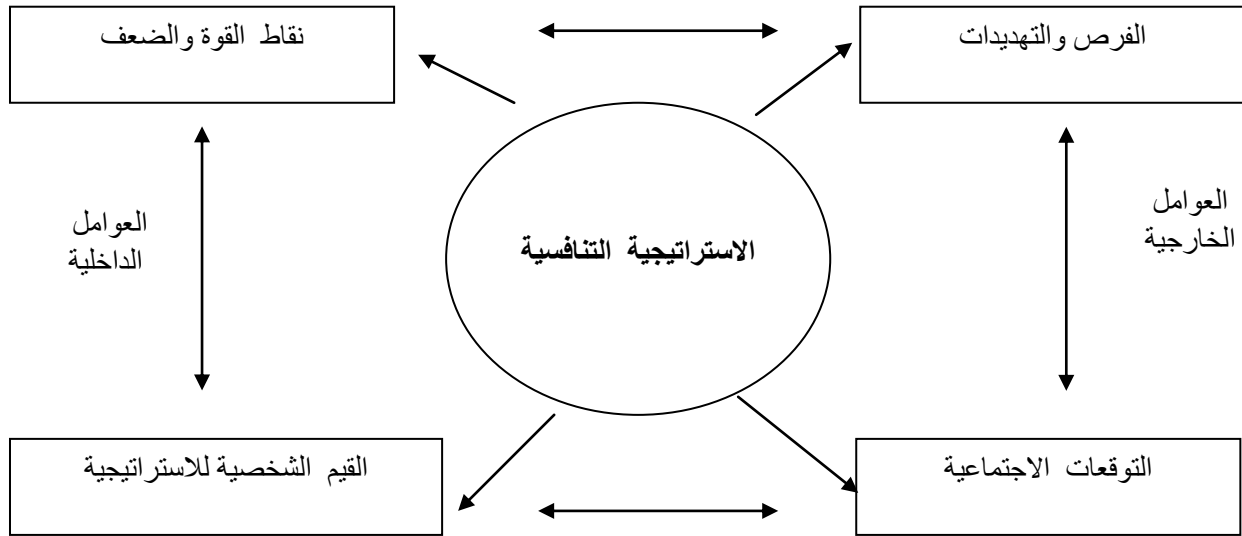 الفرص والتهديدات
نقاط القوة والضعف
العوامل
الخارجية
الاستراتيجية التنافسية
العوامل
الداخلية
التوقعات الاجتماعية
القيم الشخصية للاستراتيجية